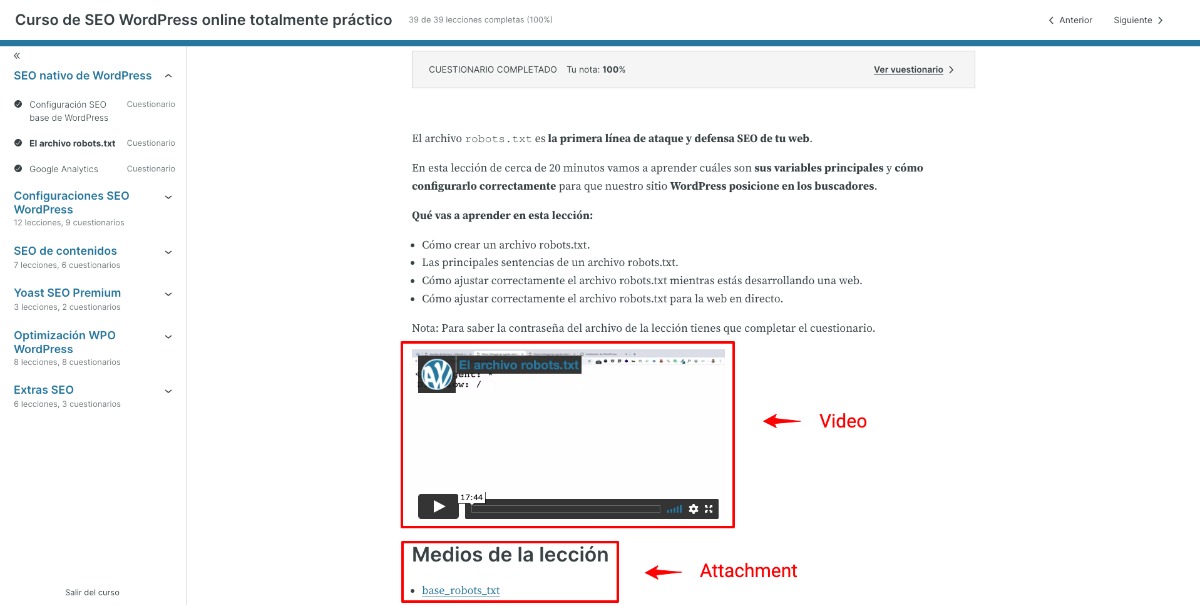 Curso de SEO WordPress online totalmente práctico
39 de 39 lecciones completas (100%)
Anterior
Siguiente
«
SEO nativo de WordPress
Configuración SEO base de WordPress
Cuestionario
El archivo robots.txt
Cuestionario
Google Analytics
Cuestionario
Configuraciones SEO
WordPress
12 lecciones, 9 cuestionarios
SEO de contenidos
7 lecciones, 6 cuestionarios
Yoast SEO Premium
3 lecciones, 2 cuestionarios
Optimización WPO
WordPress
8 lecciones, 8 cuestionarios
Extras SEO
6 lecciones, 3 cuestionarios
Salir del curso
CUESTIONARIO COMPLETADO Tu nota: 100%
Ver vuestionario
El archivo robots.txt es la primera línea de ataque y defensa SEO de tu web.
En esta lección de cerca de 20 minutos vamos a aprender cuáles son sus variables principales y cómo
configurarlo correctamente para que nuestro sitio WordPress posicione en los buscadores.
Qué vas a aprender en esta lección:
• Cómo crear un archivo robots.txt.
• Las principales sentencias de un archivo robots.txt.
• Cómo ajustar correctamente el archivo robots.txt mientras estás desarrollando una web.
• Cómo ajustar correctamente el archivo robots.txt para la web en directo.
Nota: Para saber la contraseña del archivo de la lección tienes que completar el cuestionario.
El archivo robots.txt
17:44
Video
Medios de la lección
• base_robots_txt
Attachment